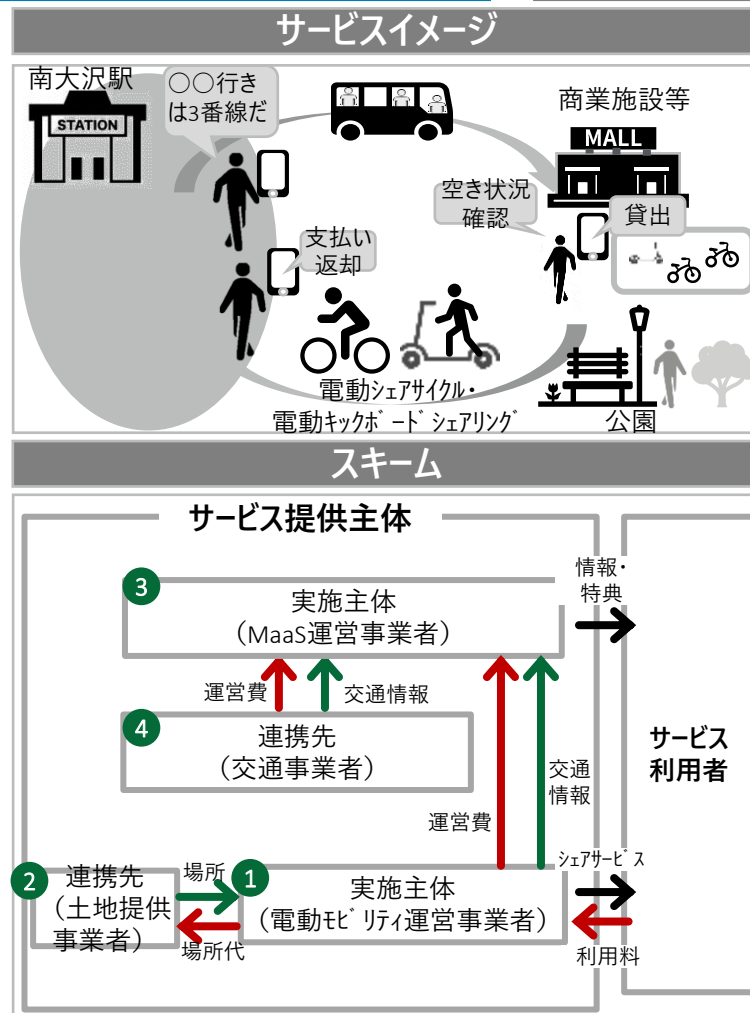 サービスイメージ
南大沢駅
STATION
〇〇行き
は3番線だ
商業施設等
MALL
空き状況
確認
貸出
支払い
返却
電動ｼｪｱサイクル・
電動ｷｯｸﾎﾞｰﾄﾞｼｪｱﾘﾝｸﾞ
公園
スキーム
サービス提供主体
3
実施主体
（MaaS運営事業者）
情報・
特典
運営費
交通情報
4
連携先
（交通事業者）
サービス
利用者
運営費
交通
情報
2
連携先
（土地提供
事業者）
場所
場所代
1
実施主体
（電動ﾓﾋﾞﾘﾃｨ運営事業者）
ｼｪｱサービス
利用料